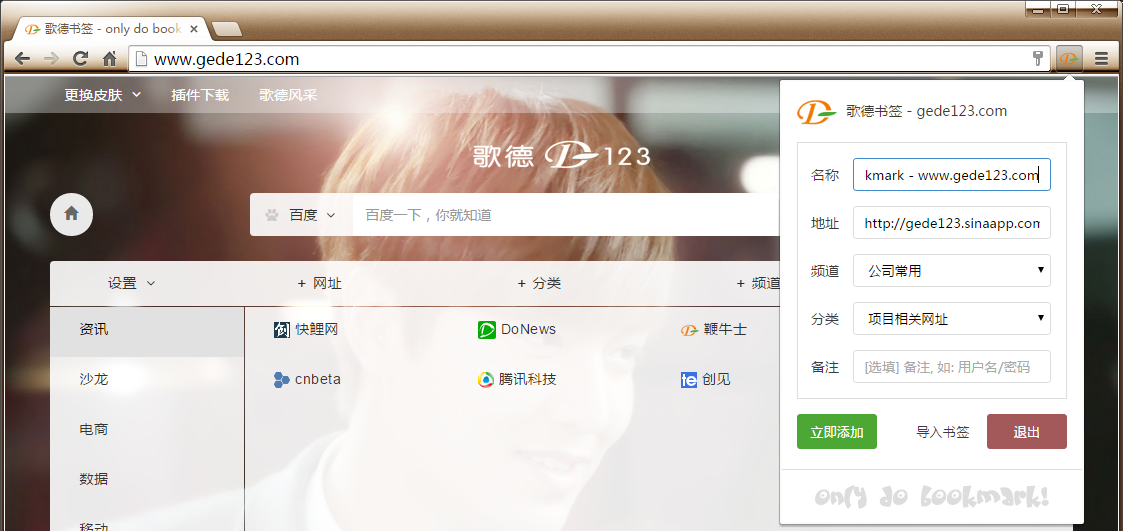 歌德书签 - only do book
www.gede123.com
更换皮肤 插件下载 歌德风采
歌德 123
百度 百度一下，你就知道
设置 + 网址 + 分类 + 频道
资讯 快鲤网 DoNews 鞭牛士
沙龙 cnbeta 腾讯科技 te 创见
电商
数据
移动
歌德书签 - gede123.com
名称 kmark - www.gede123.com
地址 http://gede123.sinaapp.com
频道 公司常用
分类 项目相关网址
备注 [选填] 备注, 如: 用户名/密码
立即添加 导入书签 退出
only do bookmark!